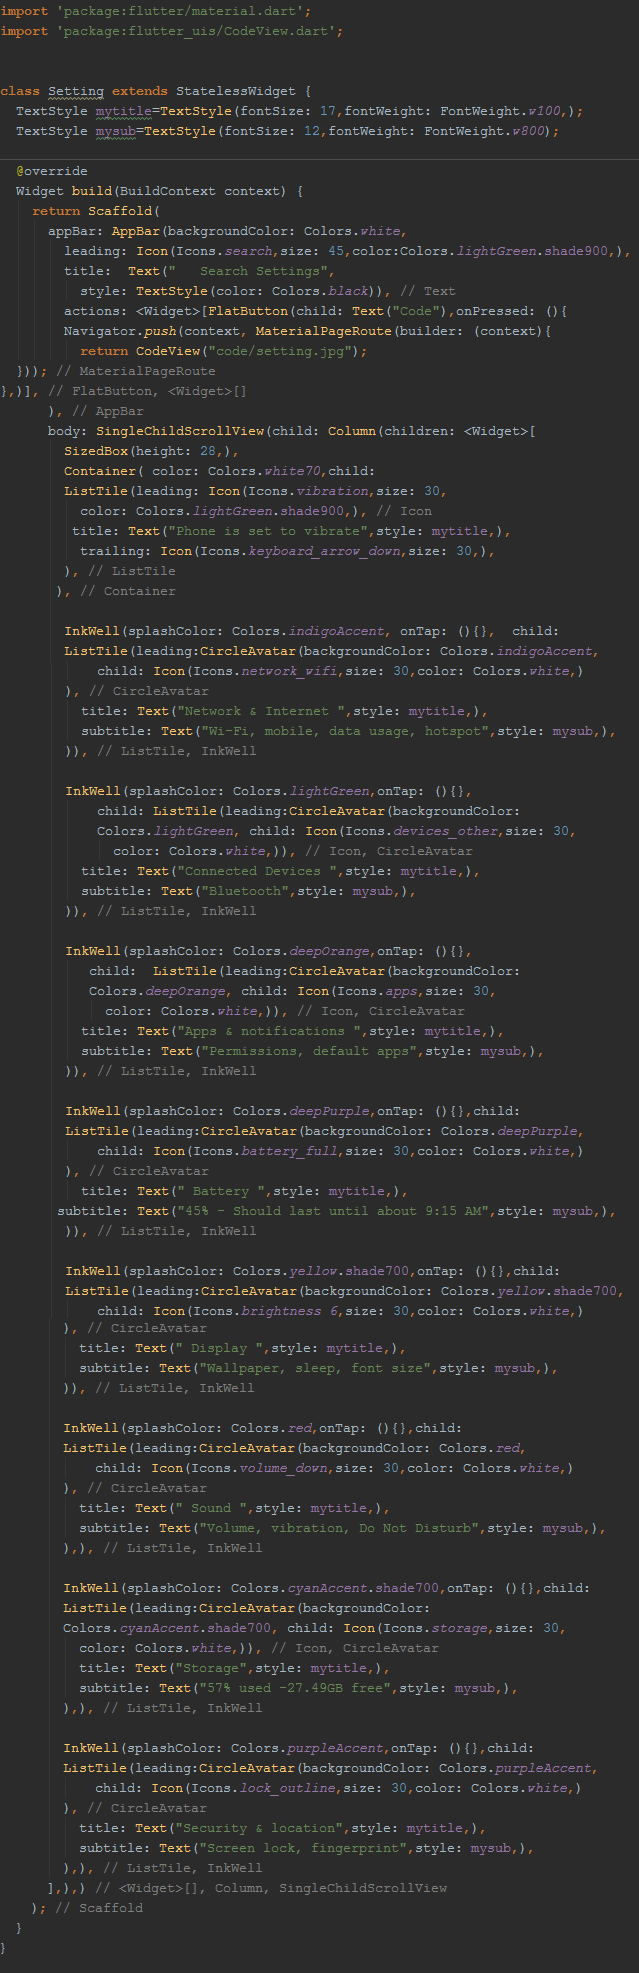 import 'package:flutter/material.dart';
import 'package:flutter_uis/CodeView.dart';
class Setting extends StatelessWidget {
TextStyle mytitle=TextStyle(fontSize: 17,fontWeight: FontWeight.w100,);
TextStyle mysub=TextStyle(fontSize: 12,fontWeight: FontWeight.w800);
@override
Widget build(BuildContext context) {
return Scaffold(
appBar: AppBar(backgroundColor: Colors.white,
leading: Icon(Icons.search,size: 45,color:Colors.lightGreen.shade900,),
title:  Text("   Search Settings",
style: TextStyle(color: Colors.black)), // Text
actions: <Widget>[FlatButton(child: Text("Code"),onPressed: (){
Navigator.push(context, MaterialPageRoute(builder: (context){
return CodeView("code/setting.jpg");
})); // MaterialPageRoute
},)], // FlatButton, <Widget>[]
), // AppBar
body: SingleChildScrollView(child: Column(children: <Widget>[
SizedBox(height: 28,),
Container( color: Colors.white70,child:
ListTile(leading: Icon(Icons.vibration,size: 30,
color: Colors.lightGreen.shade900,), // Icon
title: Text("Phone is set to vibrate",style: mytitle,),
trailing: Icon(Icons.keyboard_arrow_down,size: 30,),
), // ListTile
), // Container
InkWell(splashColor: Colors.indigoAccent, onTap: (){},  child:
ListTile(leading:CircleAvatar(backgroundColor: Colors.indigoAccent,
child: Icon(Icons.network_wifi,size: 30,color: Colors.white,)
), // CircleAvatar
title: Text("Network & Internet ",style: mytitle,),
subtitle: Text("Wi-Fi, mobile, data usage, hotspot",style: mysub,),
)), // ListTile, InkWell
InkWell(splashColor: Colors.lightGreen,onTap: (){},
child: ListTile(leading:CircleAvatar(backgroundColor:
Colors.lightGreen, child: Icon(Icons.devices_other,size: 30,
color: Colors.white,)), // Icon, CircleAvatar
title: Text("Connected Devices ",style: mytitle,),
subtitle: Text("Bluetooth",style: mysub,),
)), // ListTile, InkWell
InkWell(splashColor: Colors.deepOrange,onTap: (){},
child:  ListTile(leading:CircleAvatar(backgroundColor:
Colors.deepOrange, child: Icon(Icons.apps,size: 30,
color: Colors.white,)), // Icon, CircleAvatar
title: Text("Apps & notifications ",style: mytitle,),
subtitle: Text("Permissions, default apps",style: mysub,),
)), // ListTile, InkWell
InkWell(splashColor: Colors.deepPurple,onTap: (){},child:
ListTile(leading:CircleAvatar(backgroundColor: Colors.deepPurple,
child: Icon(Icons.battery_full,size: 30,color: Colors.white,)
), // CircleAvatar
title: Text(" Battery ",style: mytitle,),
subtitle: Text("45% - Should last until about 9:15 AM",style: mysub,),
)), // ListTile, InkWell
InkWell(splashColor: Colors.yellow.shade700,onTap: (){},child:
ListTile(leading:CircleAvatar(backgroundColor: Colors.yellow.shade700,
child: Icon(Icons.brightness 6,size: 30,color: Colors.white,)
), // CircleAvatar
title: Text(" Display ",style: mytitle,),
subtitle: Text("Wallpaper, sleep, font size",style: mysub,),
)), // ListTile, InkWell
InkWell(splashColor: Colors.red,onTap: (){},child:
ListTile(leading:CircleAvatar(backgroundColor: Colors.red,
child: Icon(Icons.volume_down,size: 30,color: Colors.white,)
), // CircleAvatar
title: Text(" Sound ",style: mytitle,),
subtitle: Text("Volume, vibration, Do Not Disturb",style: mysub,),
),), // ListTile, InkWell
InkWell(splashColor: Colors.cyanAccent.shade700,onTap: (){},child:
ListTile(leading:CircleAvatar(backgroundColor:
Colors.cyanAccent.shade700, child: Icon(Icons.storage,size: 30,
color: Colors.white,)), // Icon, CircleAvatar
title: Text("Storage",style: mytitle,),
subtitle: Text("57% used -27.49GB free",style: mysub,),
),), // ListTile, InkWell
InkWell(splashColor: Colors.purpleAccent,onTap: (){},child:
ListTile(leading:CircleAvatar(backgroundColor: Colors.purpleAccent,
child: Icon(Icons.lock_outline,size: 30,color: Colors.white,)
), // CircleAvatar
title: Text("Security & location",style: mytitle,),
subtitle: Text("Screen lock, fingerprint",style: mysub,),
),), // ListTile, InkWell
],),) // <Widget>[], Column, SingleChildScrollView
); // Scaffold
}
}